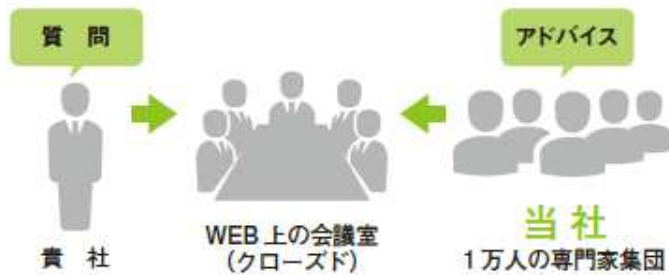 質 問
アドバイス
貴 社
WEB 上の会議室
（クローズド）
当 社
1万人の専門家集団